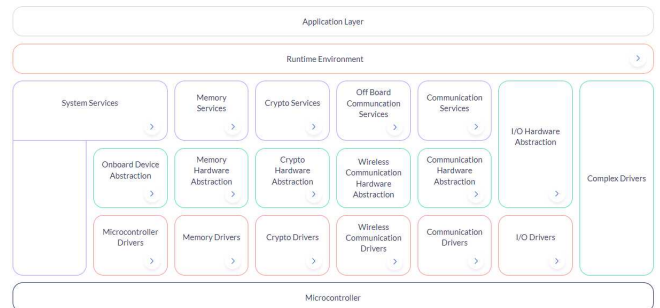 Application Layer
Runtime Environment
System Services
Memory
Services
Crypto Services
Off Board
Communcation
Services
Communication
Services
I/O Hardware
Abstraction
Complex Drivers
Onboard Device
Abstraction
Memory
Hardware
Abstraction
Crypto
Hardware
Abstraction
Wireless
Communication
Hardware
Abstraction
Communication
Hardware
Abstraction
Microcontroller
Drivers
Memory Drivers
Crypto Drivers
Wireless
Communication
Drivers
Communication
Drivers
I/O Drivers
Microcontroller